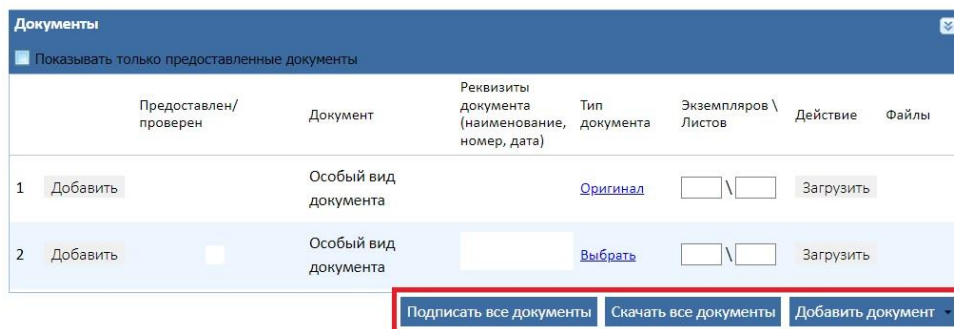 Документы
Показывать только предоставленные документы
Предоставлен/
проверен
Документ
Реквизиты
документа
(наименование,
номер, дата)
Тип
документа
Экземпляров \
Листов
Действие
Файлы
1 Добавить Особый вид
документа
Оригинал \ Загрузить
2 Добавить Особый вид
документа
Выбрать \ Загрузить
Подписать все документы Скачать все документы Добавить документ